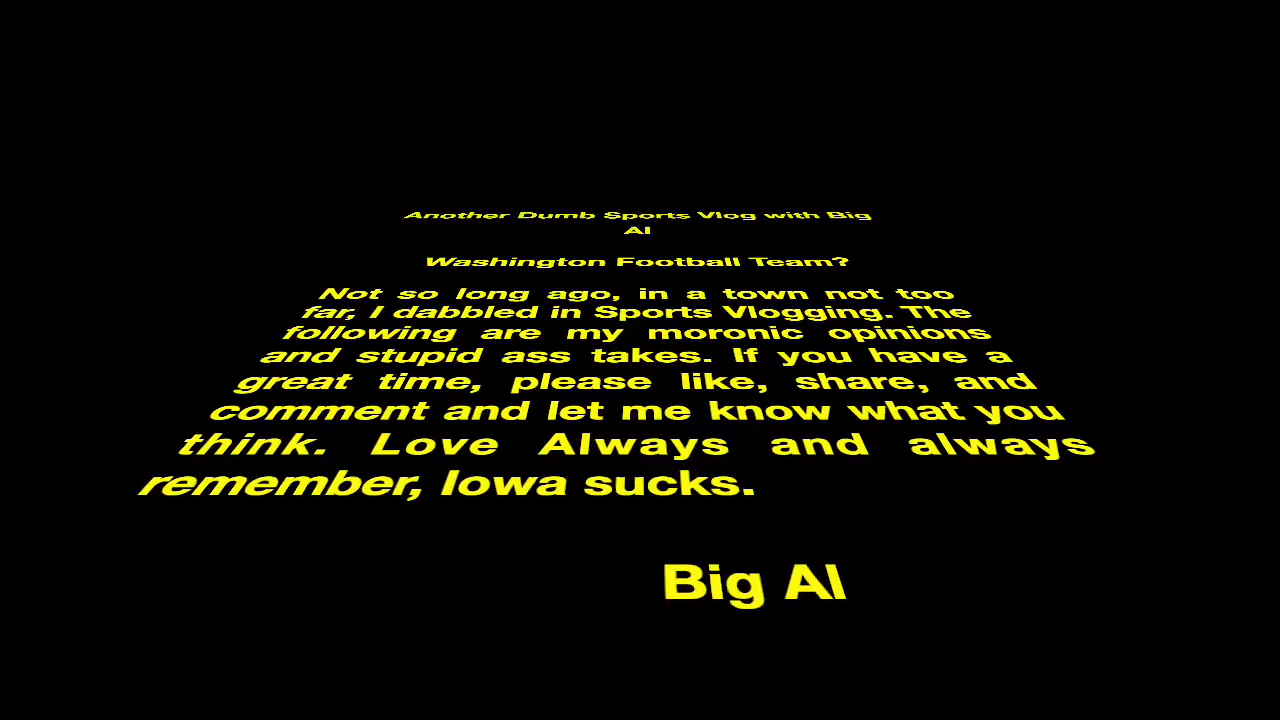 Another Dumb Sports Vlog with Big
Al
Washington Football Team?
Not so long ago, in a town not too
far, I dabbled in Sports Vlogging. The
following are my moronic opinions
and stupid ass takes. If you have a
great time, please like, share, and
comment and let me know what you
think. Love Always and always
remember, Iowa sucks.
Big Al